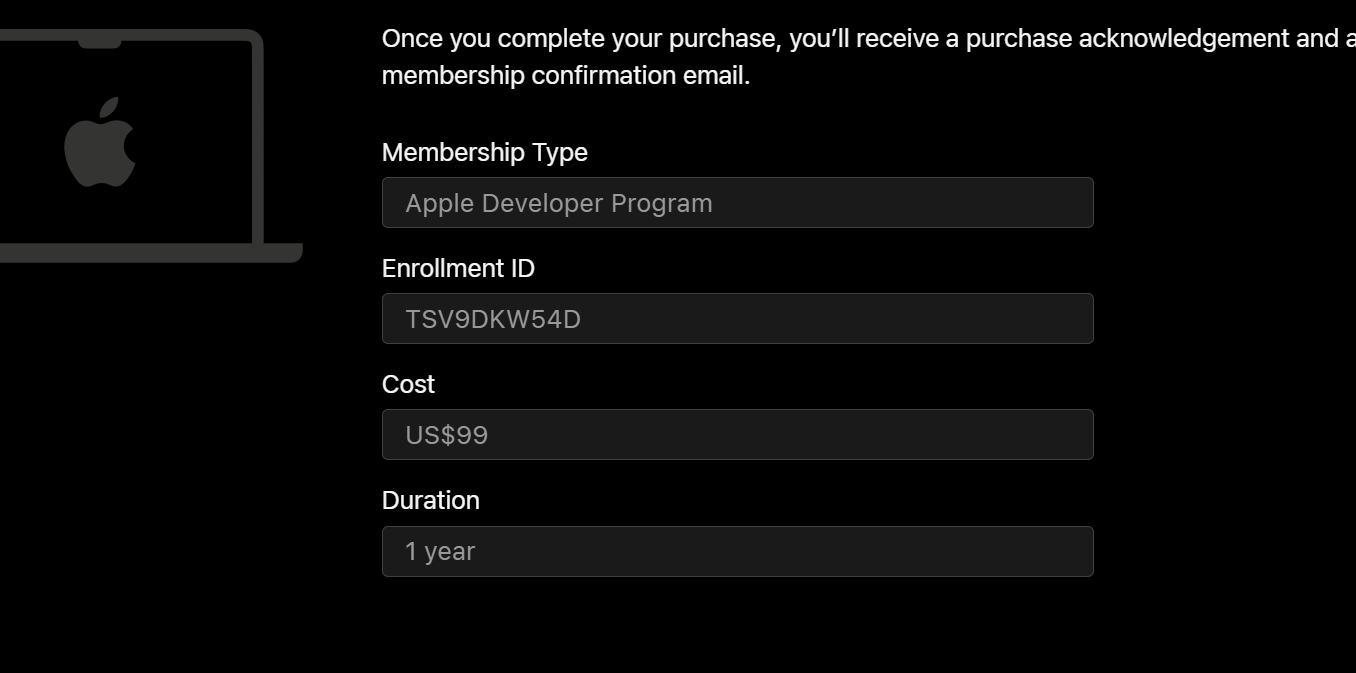 Once you complete your purchase, you’ll receive a purchase acknowledgement and a
membership confirmation email.
Membership Type
Apple Developer Program
Enrollment ID
TSV9DKW54D
Cost
US$99
Duration
1 year